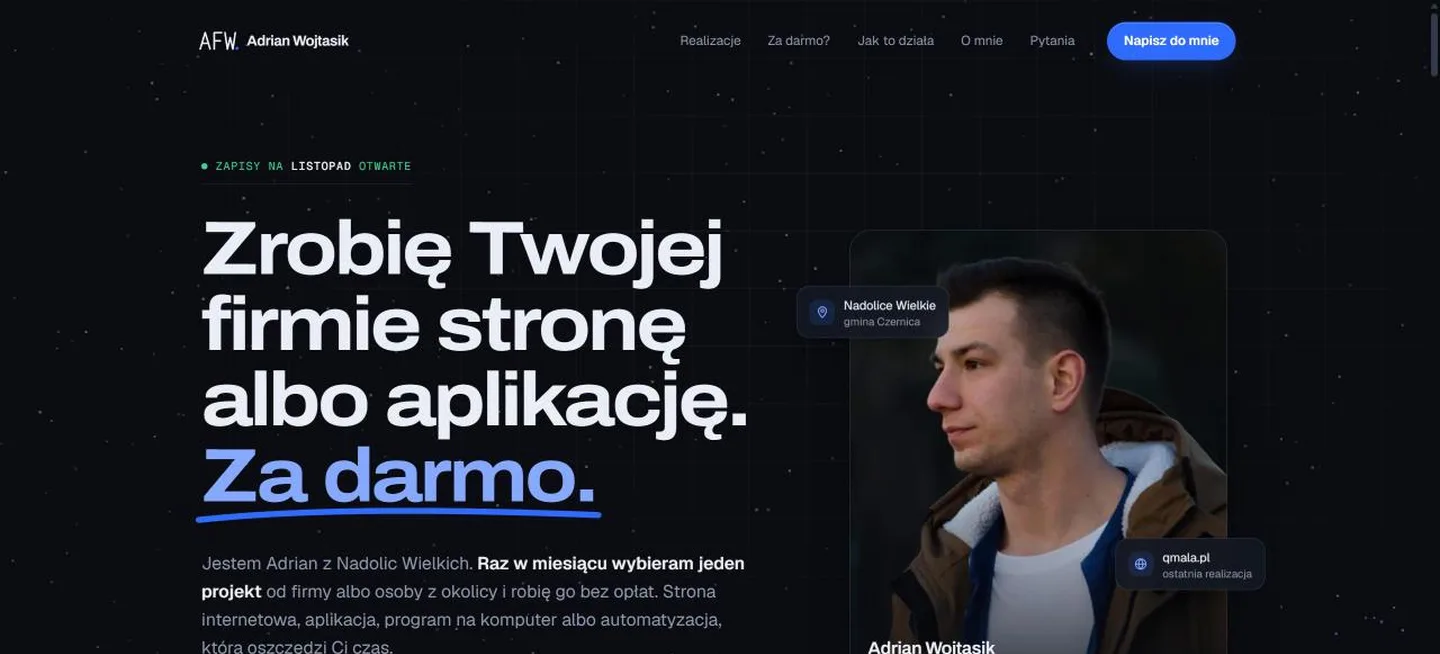 AFW. Adrian Wojtasik
Realizacje Za darmo? Jak to działa O mnie Pytania Napisz do mnie
ZAPISY NA LISTOPAD OTWARTE
Zrobię Twojej
firmie stronę
albo aplikację.
Za darmo.
Jestem Adrian z Nadolic Wielkich. Raz w miesiącu wybieram jeden
projekt od firmy albo osoby z okolicy i robię go bez opłat. Strona
internetowa, aplikacja, program na komputer albo automatyzacja,
która oszczędzi Ci czas.
Nadolice Wielkie
gmina Czernica
qmala.pl
ostatnia realizacja
Adrian Wojtasik